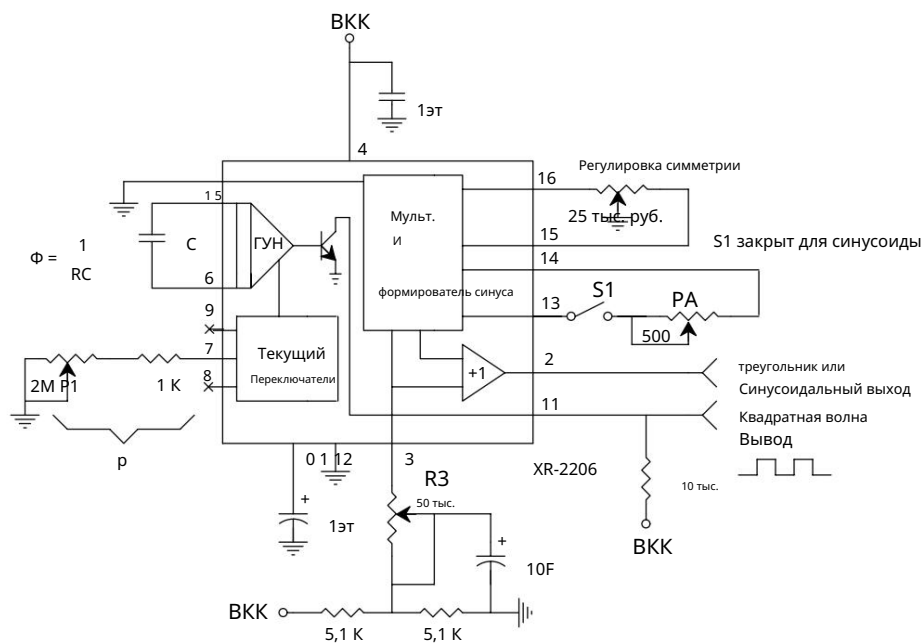 ВКК
1эт
4
16
Регулировка симметрии
25 тыс. руб.
1 5
Мульт.
И
формирователь синуса
15
S1 закрыт для синусоиды
14
Ф = 1
RC
С
ГУН
6
13
S1
РА
500
9
7
8
Текущий
Переключатели
2М Р1
1 К
р
+1
2
треугольник или
Синусоидальный выход
11
Квадратная волна
Вывод
0 1 12
3
XR-2206
10 тыс.
ВКК
R3
50 тыс.
+
1эт
+
10F
ВКК
5,1 К
5,1 К